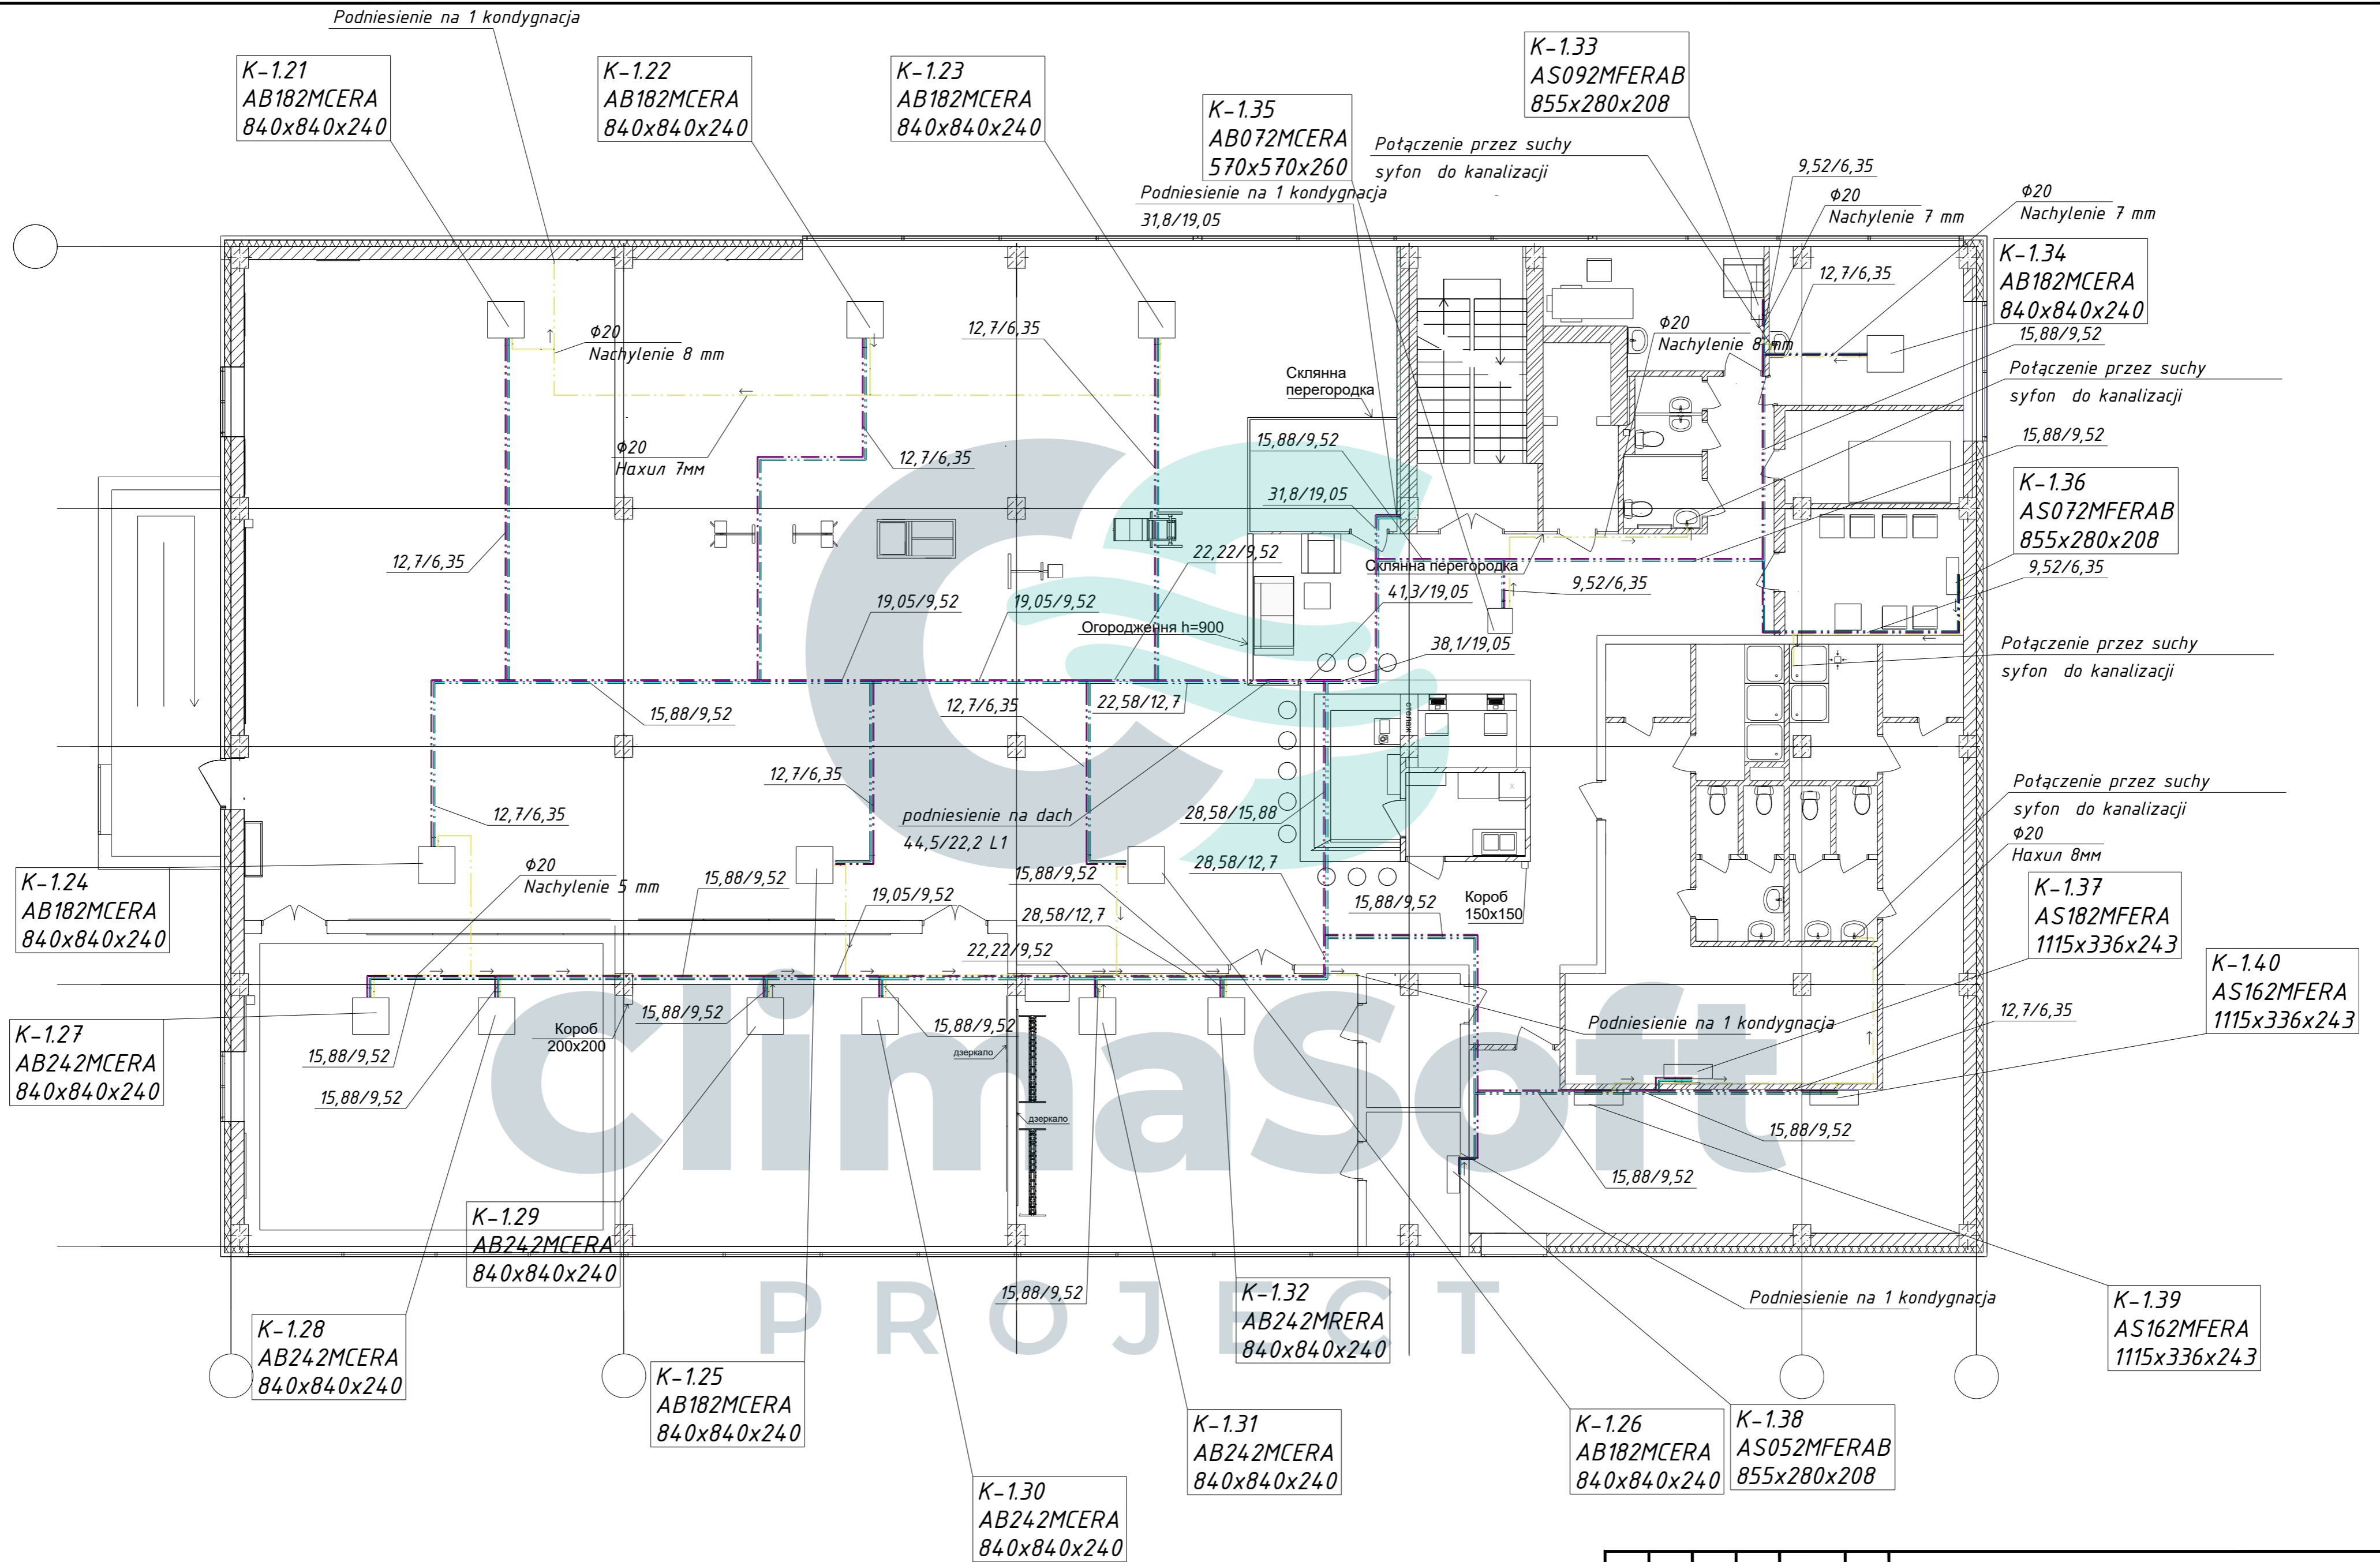 Podniesienie na 1 kondygnacja
K-1.21
AB182MCERA
840x840x240
K-1.22
AB182MCERA
840x840x240
K-1.23
AB182MCERA
840x840x240
K-1.35
AB072MCERA
570x570x260
K-1.33
AS092MFERAB
855x280x208
Połączenie przez suchy
syfon do kanalizacji
Podniesienie na 1 kondygnacja
31,8/19,05
9,52/6,35
Ф20
Nachylenie 7 mm
Ф20
Nachylenie 7 mm
K-1.34
AB182MCERA
840x840x240
12,7/6,35
15,88/9,52
Ф20
Nachylenie 8 mm
12,7/6,35
Ф20
Nachylenie 8 mm
Połączenie przez suchy
syfon do kanalizacji
Склянна
перегородка
Ф20
Нахил 7мм
12,7/6,35
15,88/9,52
15,88/9,52
31,8/19,05
K-1.36
AS072MFERAB
855x280x208
12,7/6,35
22,22/9,52
Склянна перегородка
9,52/6,35
9,52/6,35
19,05/9,52
19,05/9,52
41,3/19,05
Огородження h=900
38,1/19,05
Połączenie przez suchy
syfon do kanalizacji
15,88/9,52
12,7/6,35
22,58/12,7
стелаж
12,7/6,35
Połączenie przez suchy
syfon do kanalizacji
12,7/6,35
podniesienie na dach
44,5/22,2 L1
28,58/15,88
x
Ф20
Нахил 8мм
K-1.24
AB182MCERA
840x840x240
Ф20
Nachylenie 5 mm
15,88/9,52
19,05/9,52
15,88/9,52
28,58/12,7
28,58/12,7
15,88/9,52
Короб
150x150
K-1.37
AS182MFERA
1115x336x243
22,22/9,52
K-1.40
AS162MFERA
1115x336x243
K-1.27
AB242MCERA
840x840x240
15,88/9,52
15,88/9,52
Короб
200x200
15,88/9,52
15,88/9,52
дзеркало
Podniesienie na 1 kondygnacja
12,7/6,35
дзеркало
15,88/9,52
15,88/9,52
ClimaSoft
PROJECT
K-1.29
AB242MCERA
840x840x240
15,88/9,52
K-1.32
AB242MRERA
840x840x240
Podniesienie na 1 kondygnacja
K-1.39
AS162MFERA
1115x336x243
K-1.28
AB242MCERA
840x840x240
K-1.25
AB182MCERA
840x840x240
K-1.31
AB242MCERA
840x840x240
K-1.26
AB182MCERA
840x840x240
K-1.38
AS052MFERAB
855x280x208
K-1.30
AB242MCERA
840x840x240